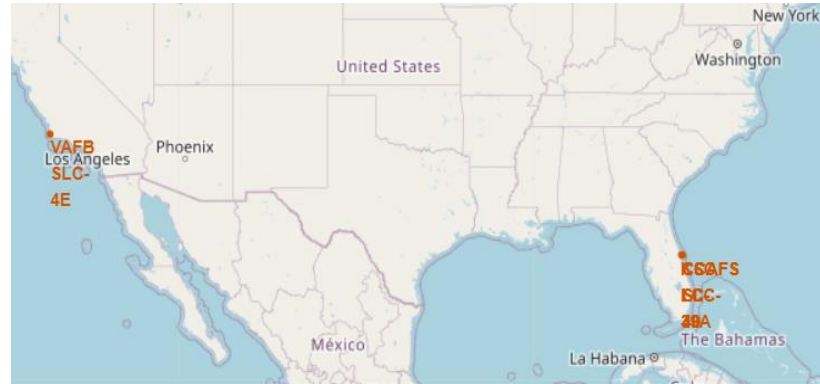 New York
Washington
United States
VAFB
Los Angeles
SLC-
4E
Phoenix
México
The Bahamas
La Habana